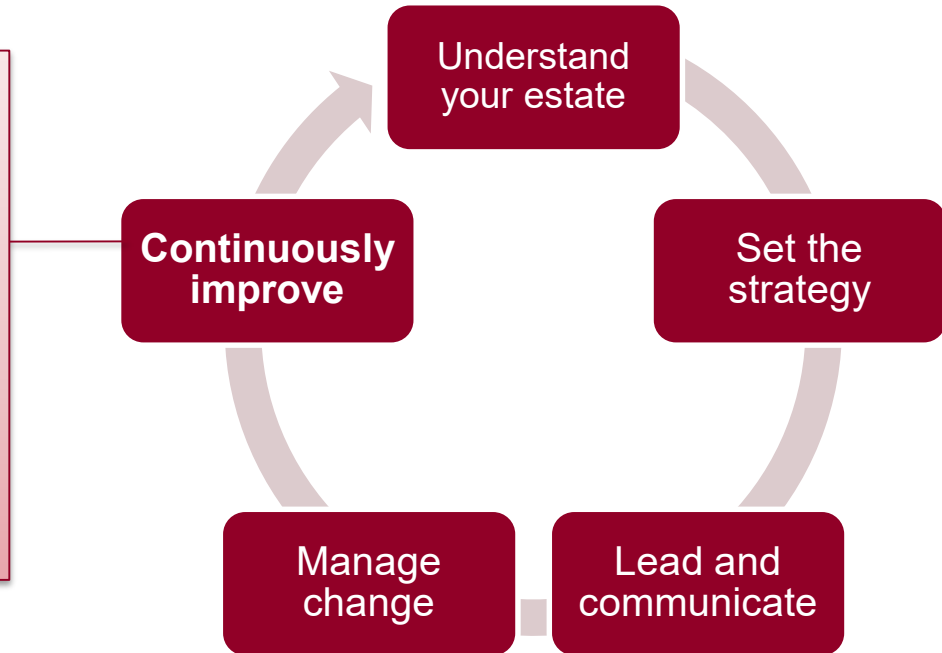 Understand
your estate
Set the
strategy
Lead and
communicate
Manage
change
Continuously
improve